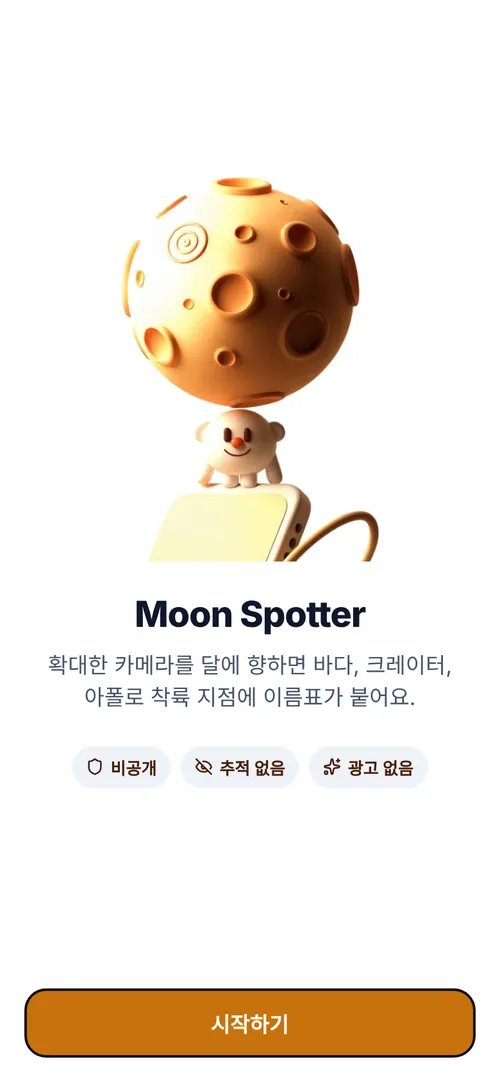 Moon Spotter
확대한 카메라를 달에 향하면 바다, 크레이터,
아폴로 착륙 지점에 이름표가 붙어요.
비공개
추적 없음
광고 없음
시작하기